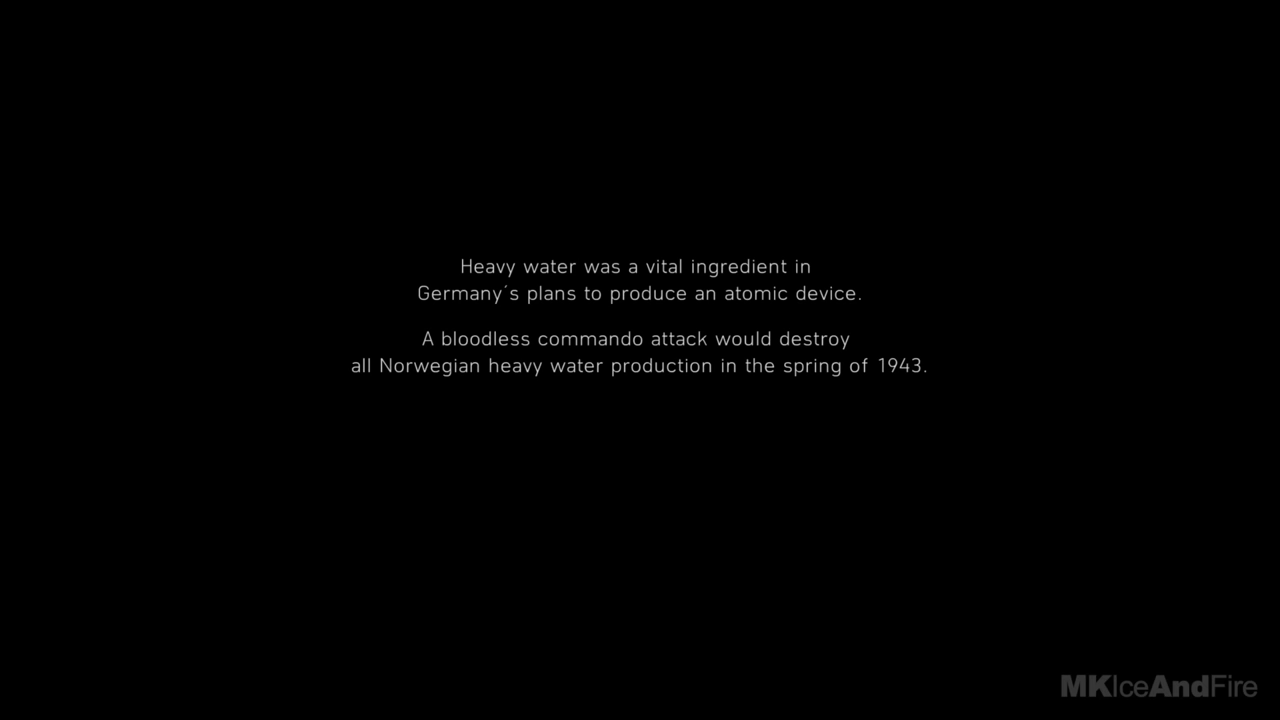 Heavy water was a vital ingredient in
Germany´s plans to produce an atomic device.
A bloodless commando attack would destroy
all Norwegian heavy water production in the spring of 1943.
MKIceAndFire